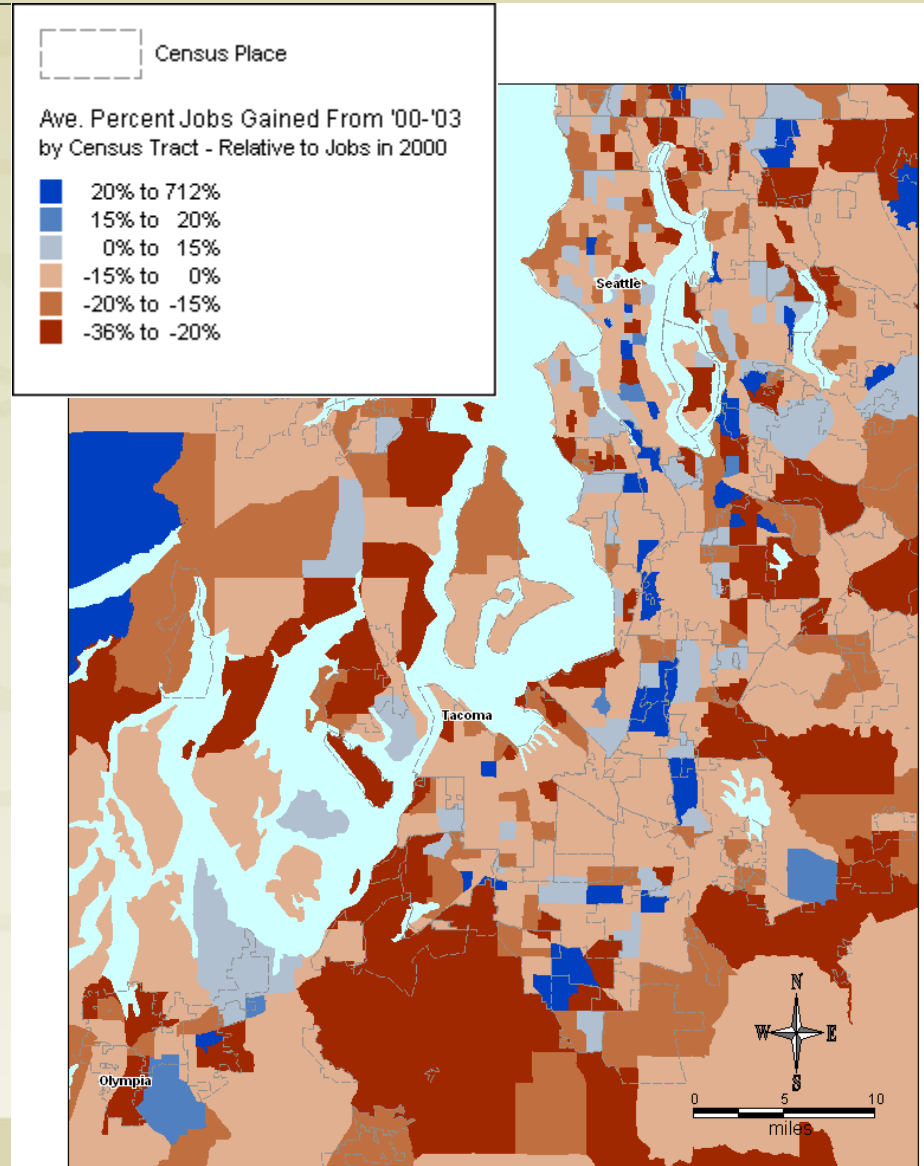 Census Place
Ave. Percent Jobs Gained From '00-'03
by Census Tract - Relative to Jobs in 2000
20% to 712%
15% to 20%
0% to 15%
-15% to 0%
-20% to -15%
-36% to -20%
Seattle
Tacoma
Olympia
N
W E
S
0 5 10
miles